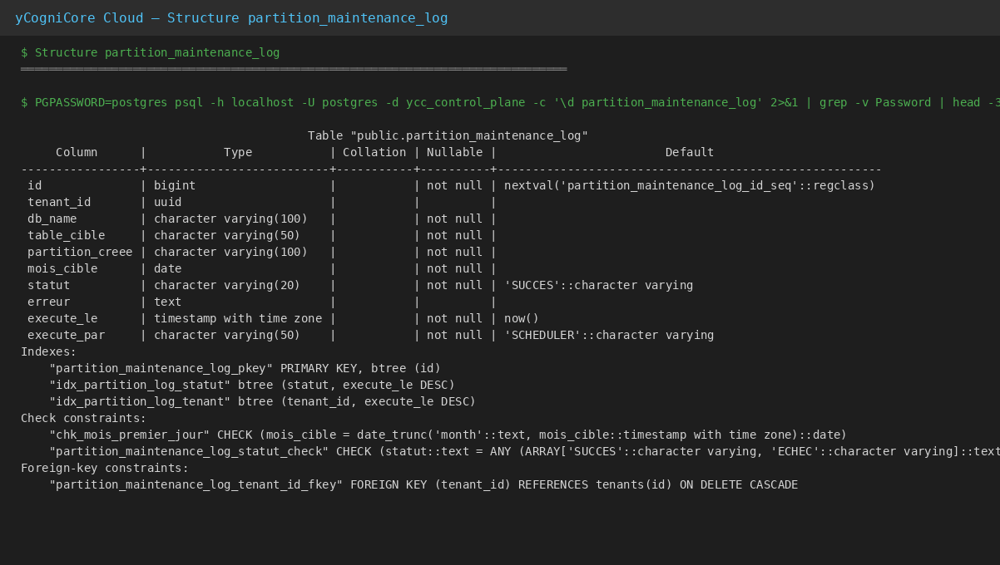 yCogniCore Cloud — Structure partition_maintenance_log
$ Structure partition_maintenance_log
══════════════════════════════════════════════════════════════════════════════
$ PGPASSWORD=postgres psql -h localhost -U postgres -d ycc_control_plane -c '\d partition_maintenance_log' 2>&1 | grep -v Password | head -3
                                         Table "public.partition_maintenance_log"
     Column      |           Type           | Collation | Nullable |                        Default
-----------------+--------------------------+-----------+----------+-------------------------------------------------------
 id              | bigint                   |           | not null | nextval('partition_maintenance_log_id_seq'::regclass)
 tenant_id       | uuid                     |           |          |
 db_name         | character varying(100)   |           | not null |
 table_cible     | character varying(50)    |           | not null |
 partition_creee | character varying(100)   |           | not null |
 mois_cible      | date                     |           | not null |
 statut          | character varying(20)    |           | not null | 'SUCCES'::character varying
 erreur          | text                     |           |          |
 execute_le      | timestamp with time zone |           | not null | now()
 execute_par     | character varying(50)    |           | not null | 'SCHEDULER'::character varying
Indexes:
    "partition_maintenance_log_pkey" PRIMARY KEY, btree (id)
    "idx_partition_log_statut" btree (statut, execute_le DESC)
    "idx_partition_log_tenant" btree (tenant_id, execute_le DESC)
Check constraints:
    "chk_mois_premier_jour" CHECK (mois_cible = date_trunc('month'::text, mois_cible::timestamp with time zone)::date)
    "partition_maintenance_log_statut_check" CHECK (statut::text = ANY (ARRAY['SUCCES'::character varying, 'ECHEC'::character varying]::text
Foreign-key constraints:
    "partition_maintenance_log_tenant_id_fkey" FOREIGN KEY (tenant_id) REFERENCES tenants(id) ON DELETE CASCADE